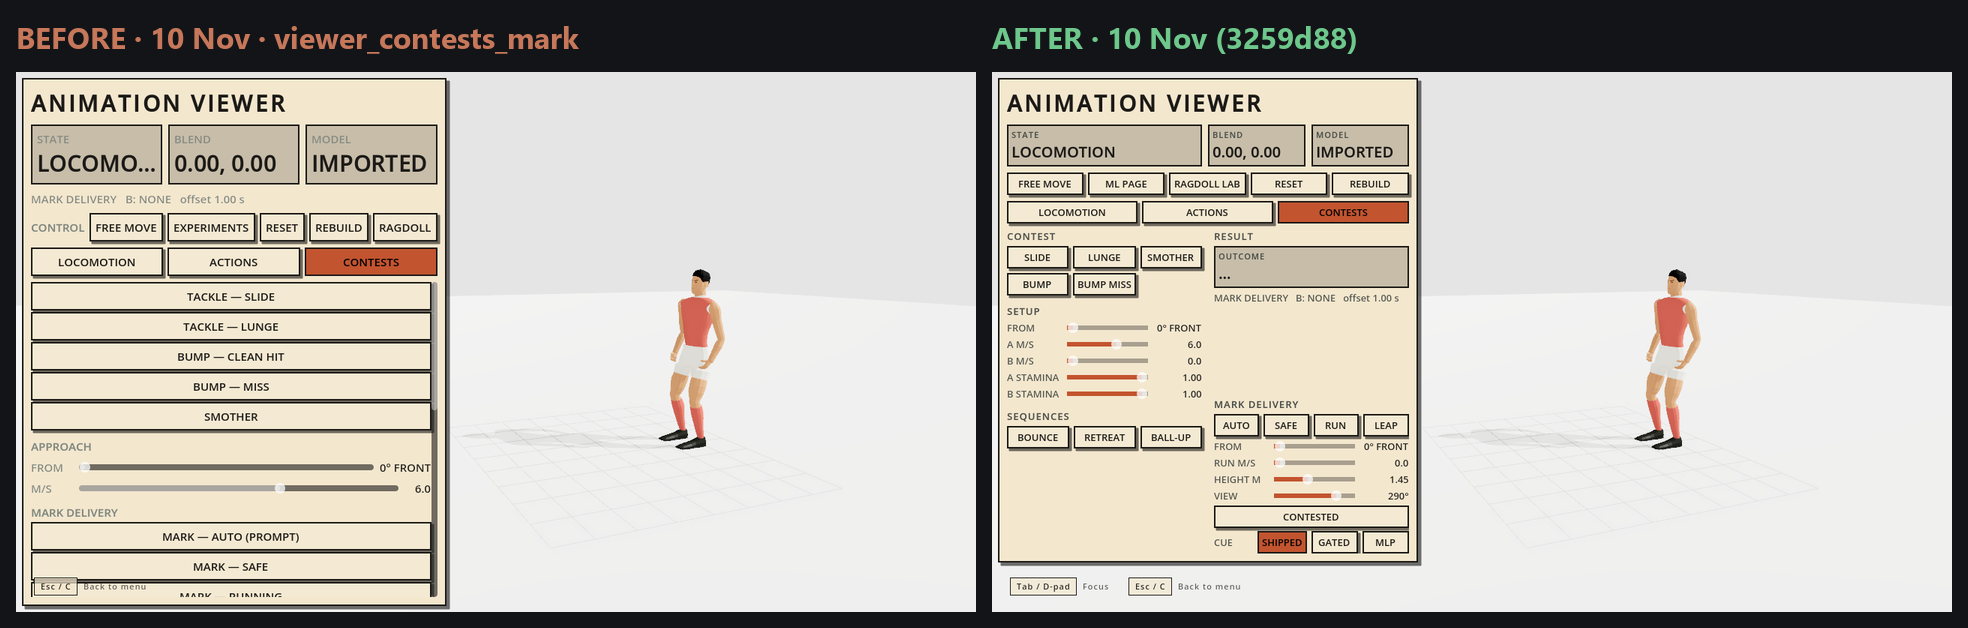 BEFORE · 10 Nov · viewer_contests_mark
ANIMATION VIEWER
STATE BLEND MODEL
LOCOMO... 0.00, 0.00 IMPORTED
MARK DELIVERY B: NONE offset 1.00 s
CONTROL FREE MOVE EXPERIMENTS RESET REBUILD RAGDOLL
LOCOMOTION ACTIONS CONTESTS
TACKLE — SLIDE
TACKLE — LUNGE
BUMP — CLEAN HIT
BUMP — MISS
SMOTHER
APPROACH
FROM 0° FRONT
M/S 6.0
MARK DELIVERY
MARK — AUTO (PROMPT)
MARK — SAFE
MARK — RUNNING
Esc / C Back to menu
AFTER · 10 Nov (3259d88)
ANIMATION VIEWER
STATE BLEND MODEL
LOCOMOTION 0.00, 0.00 IMPORTED
FREE MOVE ML PAGE RAGDOLL LAB RESET REBUILD
LOCOMOTION ACTIONS CONTESTS
CONTEST
SLIDE LUNGE SMOTHER
BUMP BUMP MISS
SETUP
FROM 0° FRONT
A M/S 6.0
B M/S 0.0
A STAMINA 1.00
B STAMINA 1.00
SEQUENCES
BOUNCE RETREAT BALL-UP
RESULT
OUTCOME
...
MARK DELIVERY B: NONE offset 1.00 s
MARK DELIVERY
AUTO SAFE RUN LEAP
FROM 0° FRONT
RUN M/S 0.0
HEIGHT M 1.45
VIEW 290°
CONTESTED
CUE SHIPPED GATED MLP
Tab / D-pad Focus Esc / C Back to menu